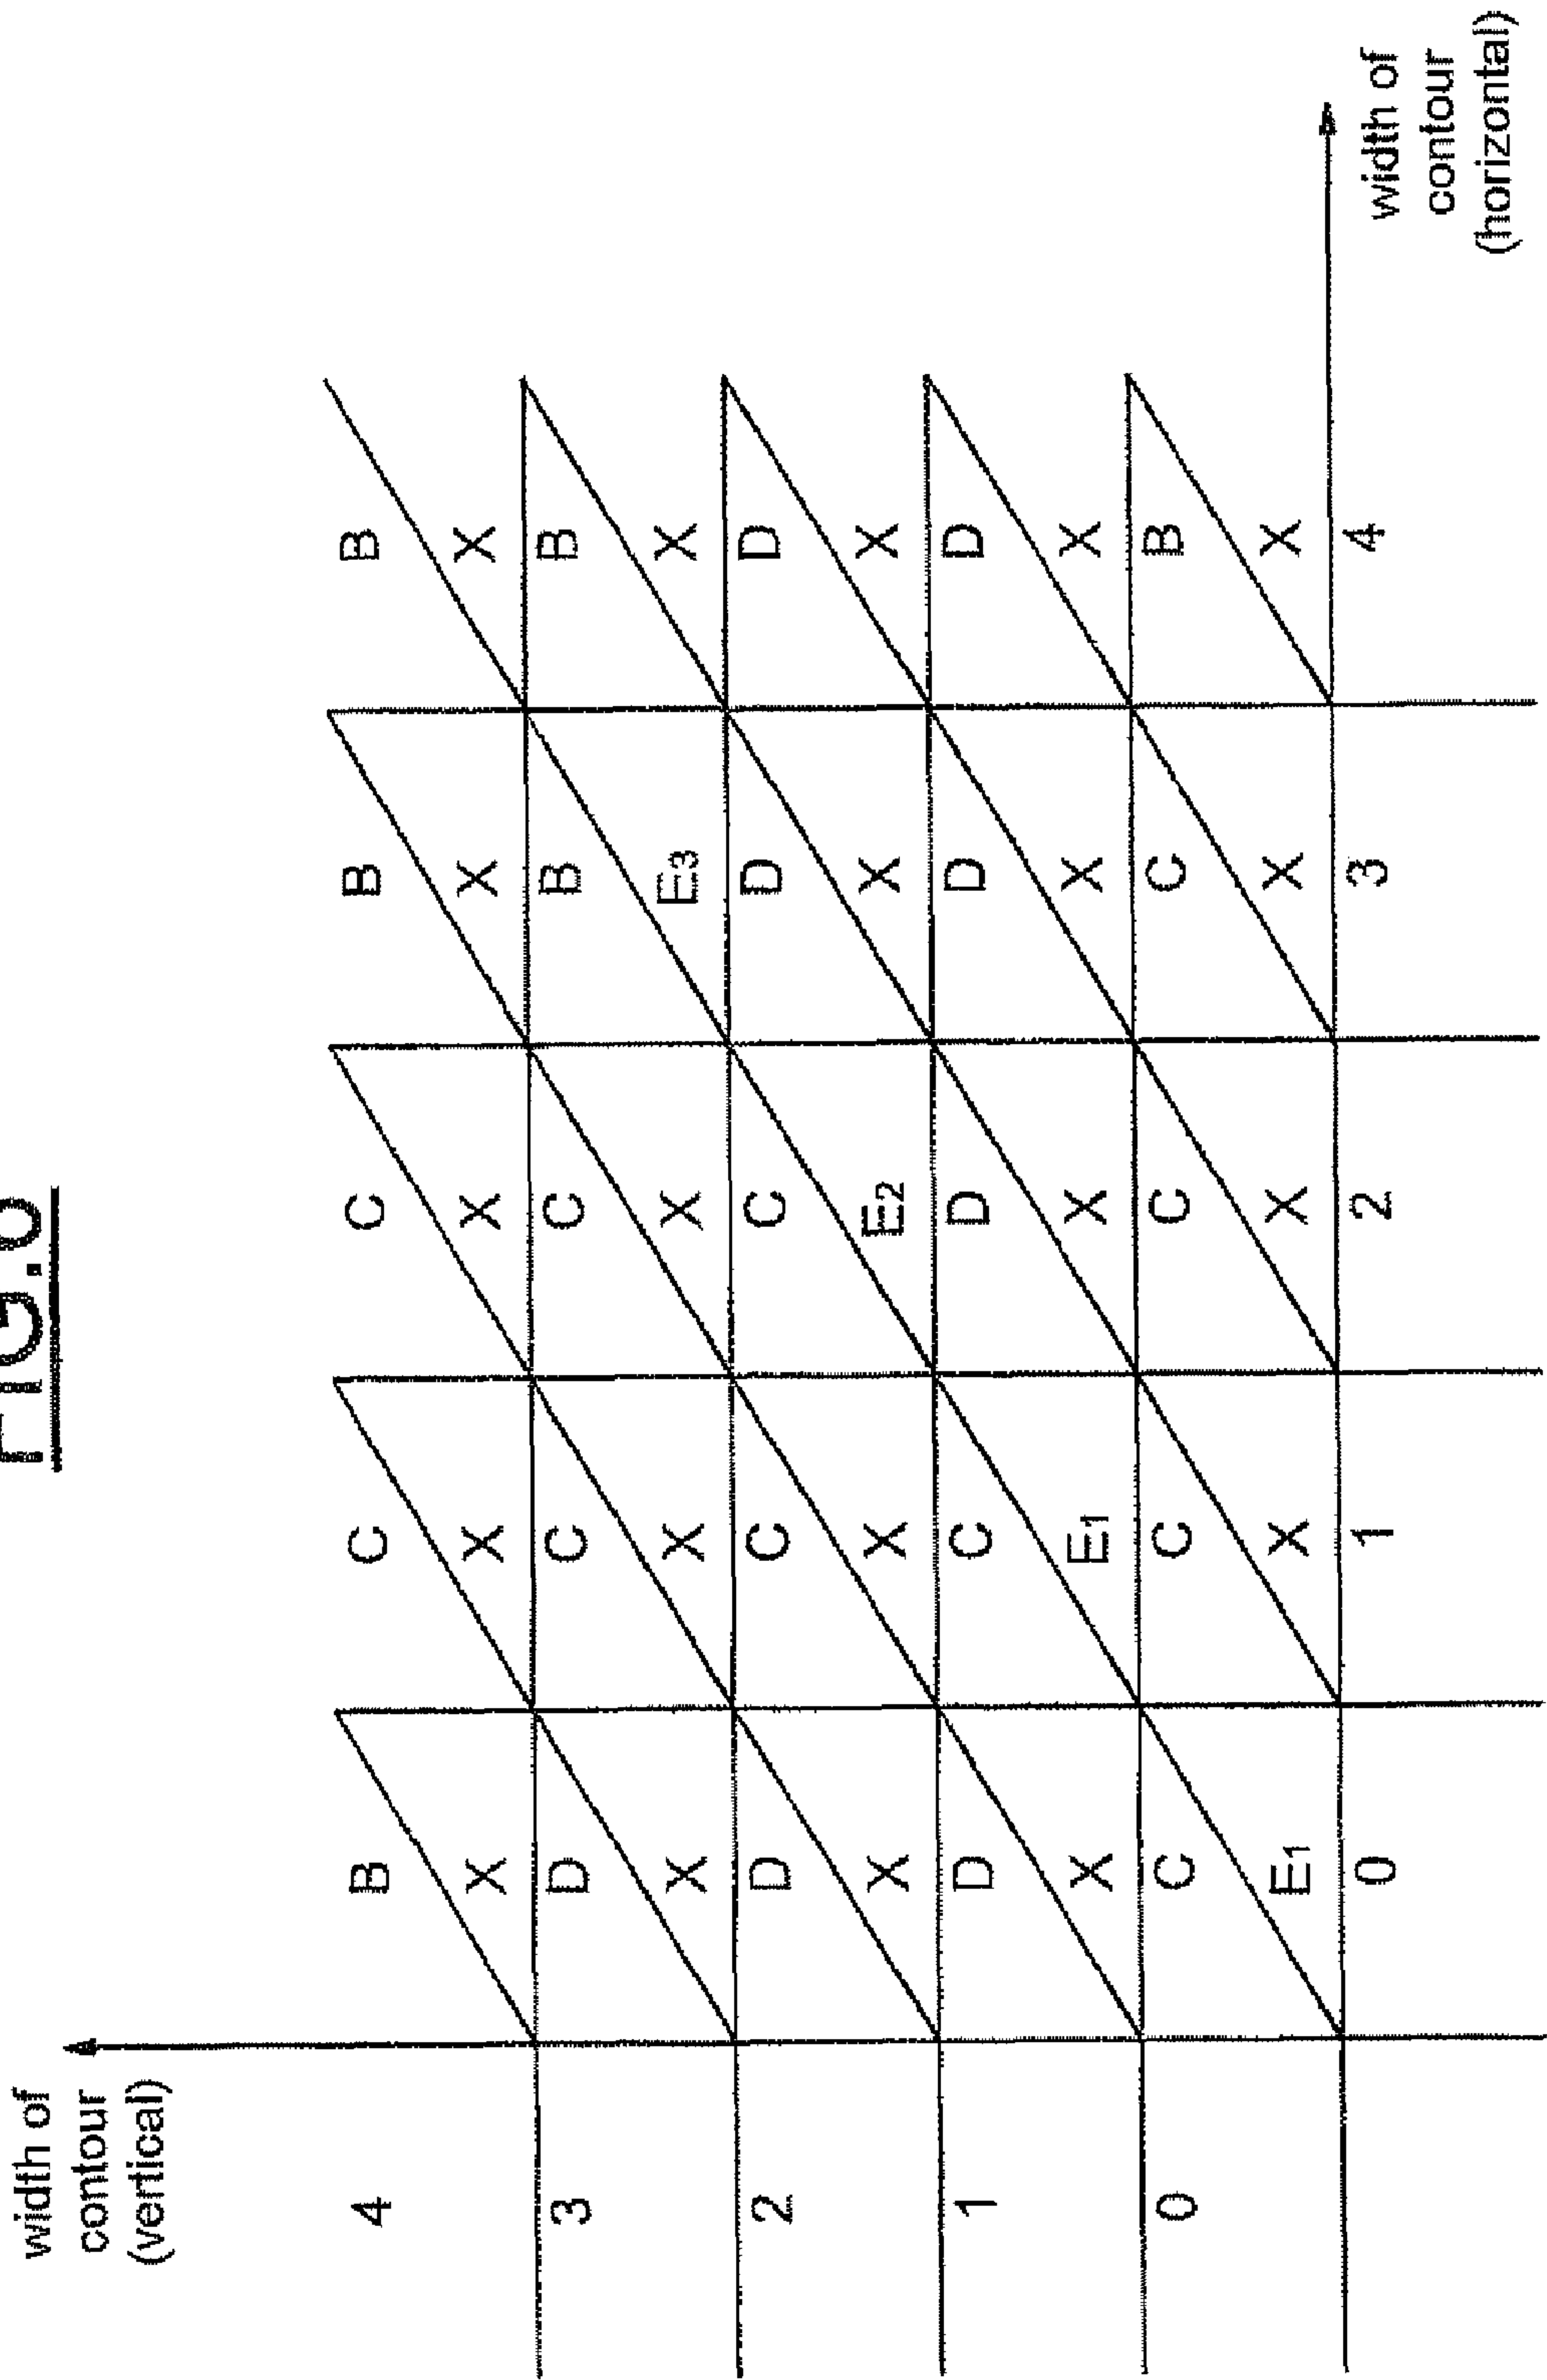 FIG.
width of
contour
(vertical)
4 B C C B B
X X X X X
3 D C C B B
X X X E3 X
2 D C C D D
X X E2 X X
1 D C D D D
X E1 X X X
0 C C C C B
E1 X X X X
0 1 2 3 4
width of
contour
(horizontal)